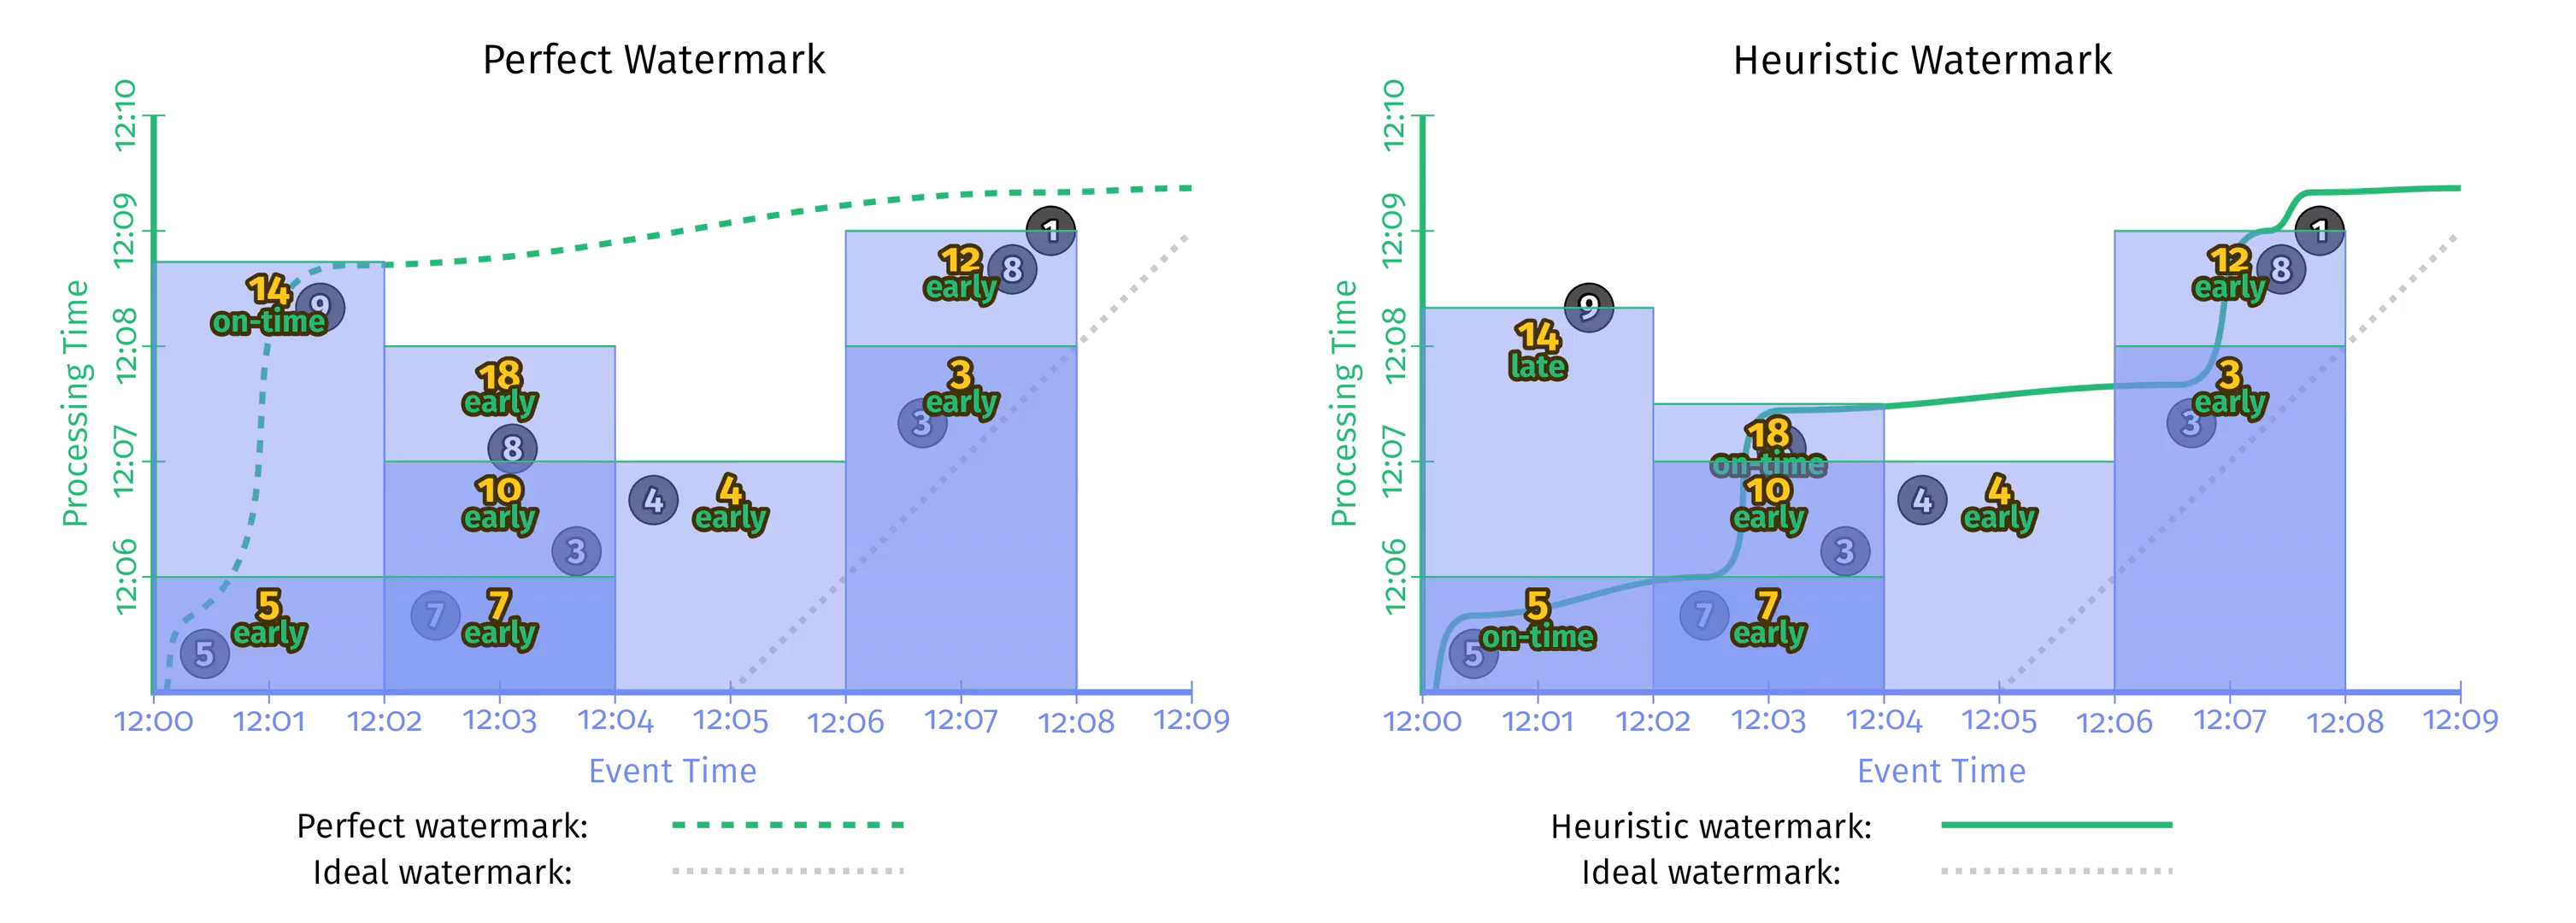 Perfect Watermark
Processing Time
12:10
12:09
12:08
12:07
12:06
14
on-time
9
5
early
5
18
early
8
10
early
3
7
7
early
4
4
early
12
early
8
1
3
early
3
12:00
12:01
12:02
12:03
12:04
12:05
12:06
12:07
12:08
12:09
Event Time
Perfect watermark:
Ideal watermark:
Heuristic Watermark
Processing Time
12:10
12:09
12:08
12:07
12:06
9
14
late
5
on-time
5
18
on-time
10
early
3
7
7
early
4
4
early
1
12
early
8
3
early
3
12:00
12:01
12:02
12:03
12:04
12:05
12:06
12:07
12:08
12:09
Event Time
Heuristic watermark:
Ideal watermark: